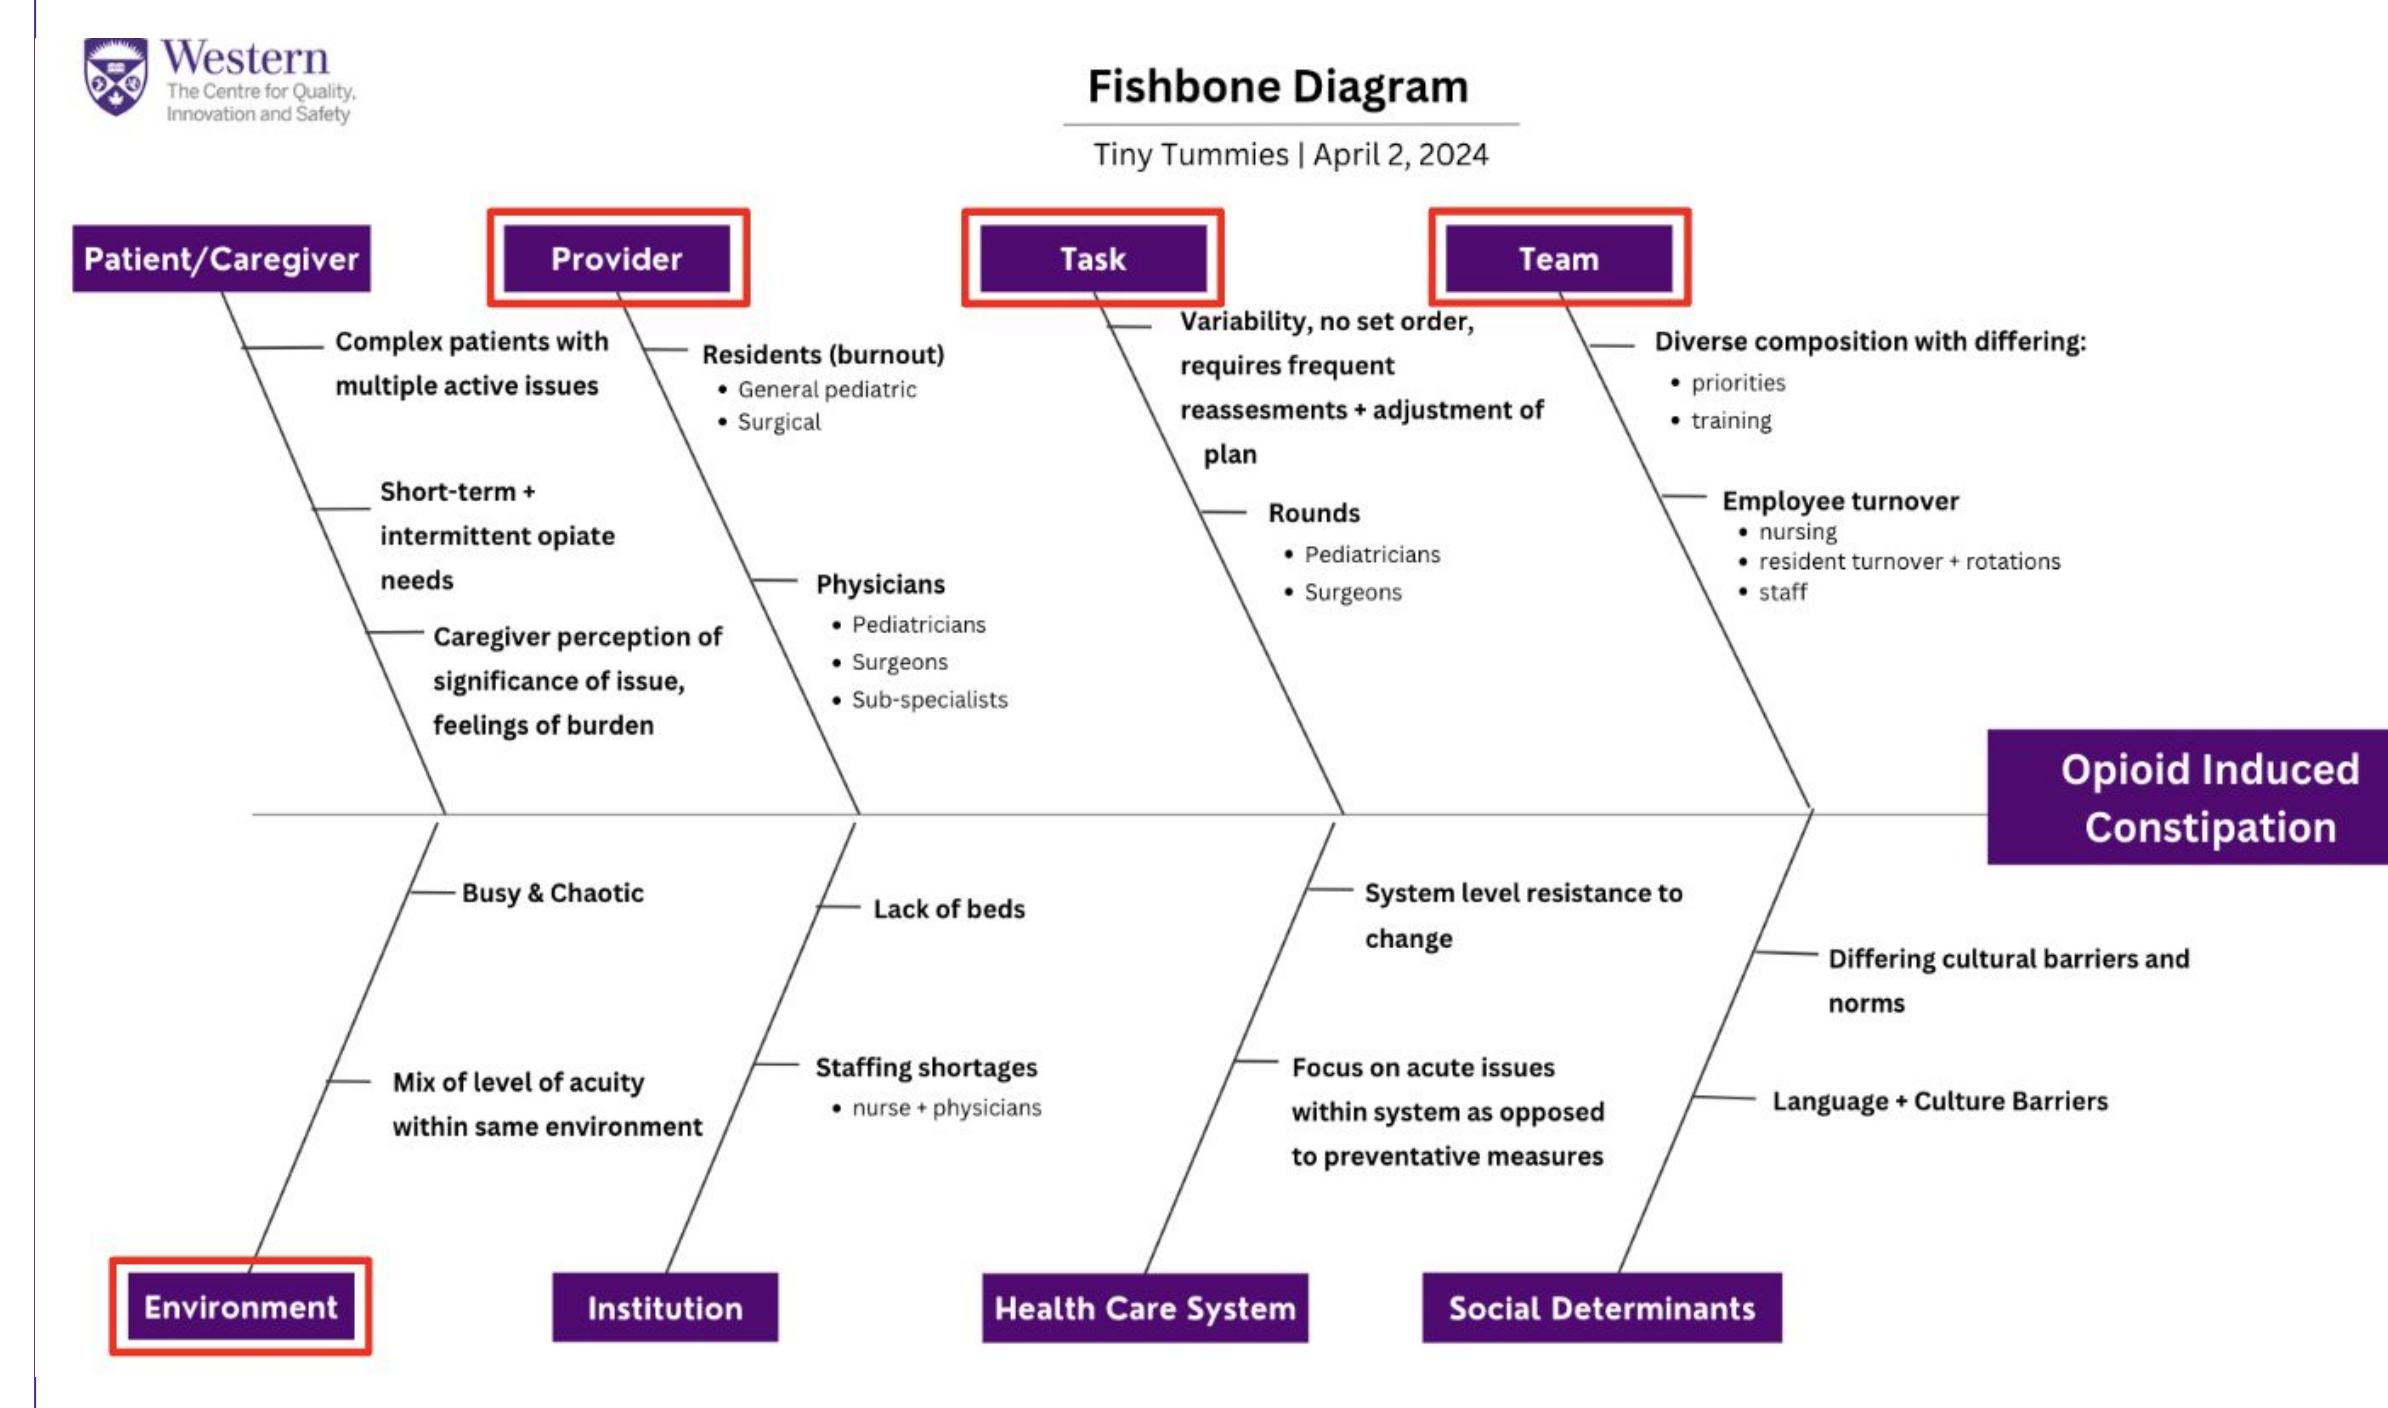 Western
The Centre for Quality,
Innovation and Safety
Fishbone Diagram
Tiny Tummies | April 2, 2024
Patient/Caregiver
Complex patients with
multiple active issues
Short-term +
intermittent opiate
needs
Caregiver perception of
significance of issue,
feelings of burden
Provider
Residents (burnout)
• General pediatric
• Surgical
Physicians
• Pediatricians
• Surgeons
• Sub-specialists
Task
Variability, no set order,
requires frequent
reassesments + adjustment of
plan
Rounds
• Pediatricians
• Surgeons
Team
Diverse composition with differing:
• priorities
• training
Employee turnover
• nursing
• resident turnover + rotations
• staff
Opioid Induced
Constipation
Busy & Chaotic
Mix of level of acuity
within same environment
Environment
Lack of beds
Staffing shortages
• nurse + physicians
Institution
System level resistance to
change
Focus on acute issues
within system as opposed
to preventative measures
Health Care System
Differing cultural barriers and
norms
Language + Culture Barriers
Social Determinants